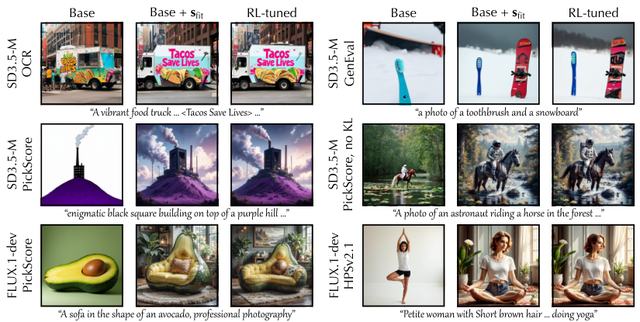 Base Base + s_fit RL-tuned
SD3.5-M
OCR
Tacos
Save Lives
Tacos
Save Lives
"A vibrant food truck ... <Tacos Save Lives> ..."
SD3.5-M
PickScore
"enigmatic black square building on top of a purple hill ..."
FLUX.1-dev
PickScore
"A sofa in the shape of an avocado, professional photography"
Base Base + s_fit RL-tuned
SD3.5-M
GenEval
"a photo of a toothbrush and a snowboard"
SD3.5-M
PickScore, no KL
"A photo of an astronaut riding a horse in the forest ..."
FLUX.1-dev
HPSv2.1
"Petite woman with Short brown hair ... doing yoga"